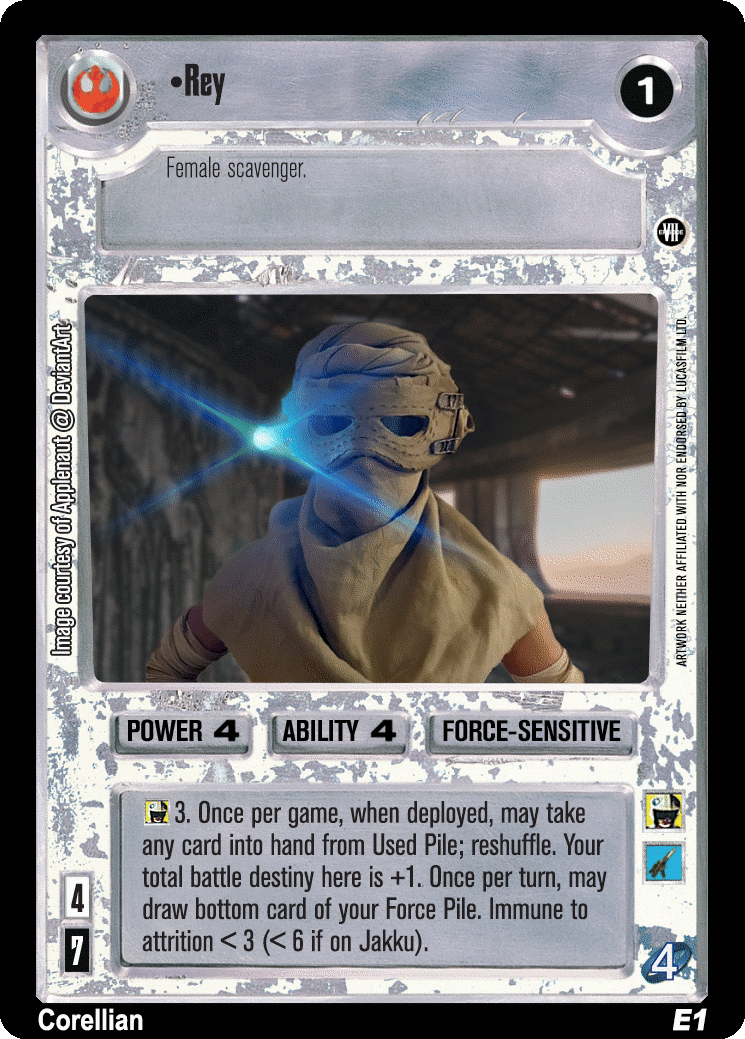 •Rey
1
Female scavenger.
EPISODE
VII
Image courtesy of Applenaut @ DeviantArt
ARTWORK NEITHER AFFILIATED WITH NOR ENDORSED BY LUCASFILM LTD.
POWER 4
ABILITY 4
FORCE-SENSITIVE
3. Once per game, when deployed, may take
any card into hand from Used Pile; reshuffle. Your
total battle destiny here is +1. Once per turn, may
draw bottom card of your Force Pile. Immune to
attrition < 3 (< 6 if on Jakku).
4
7
4
Corellian
E1